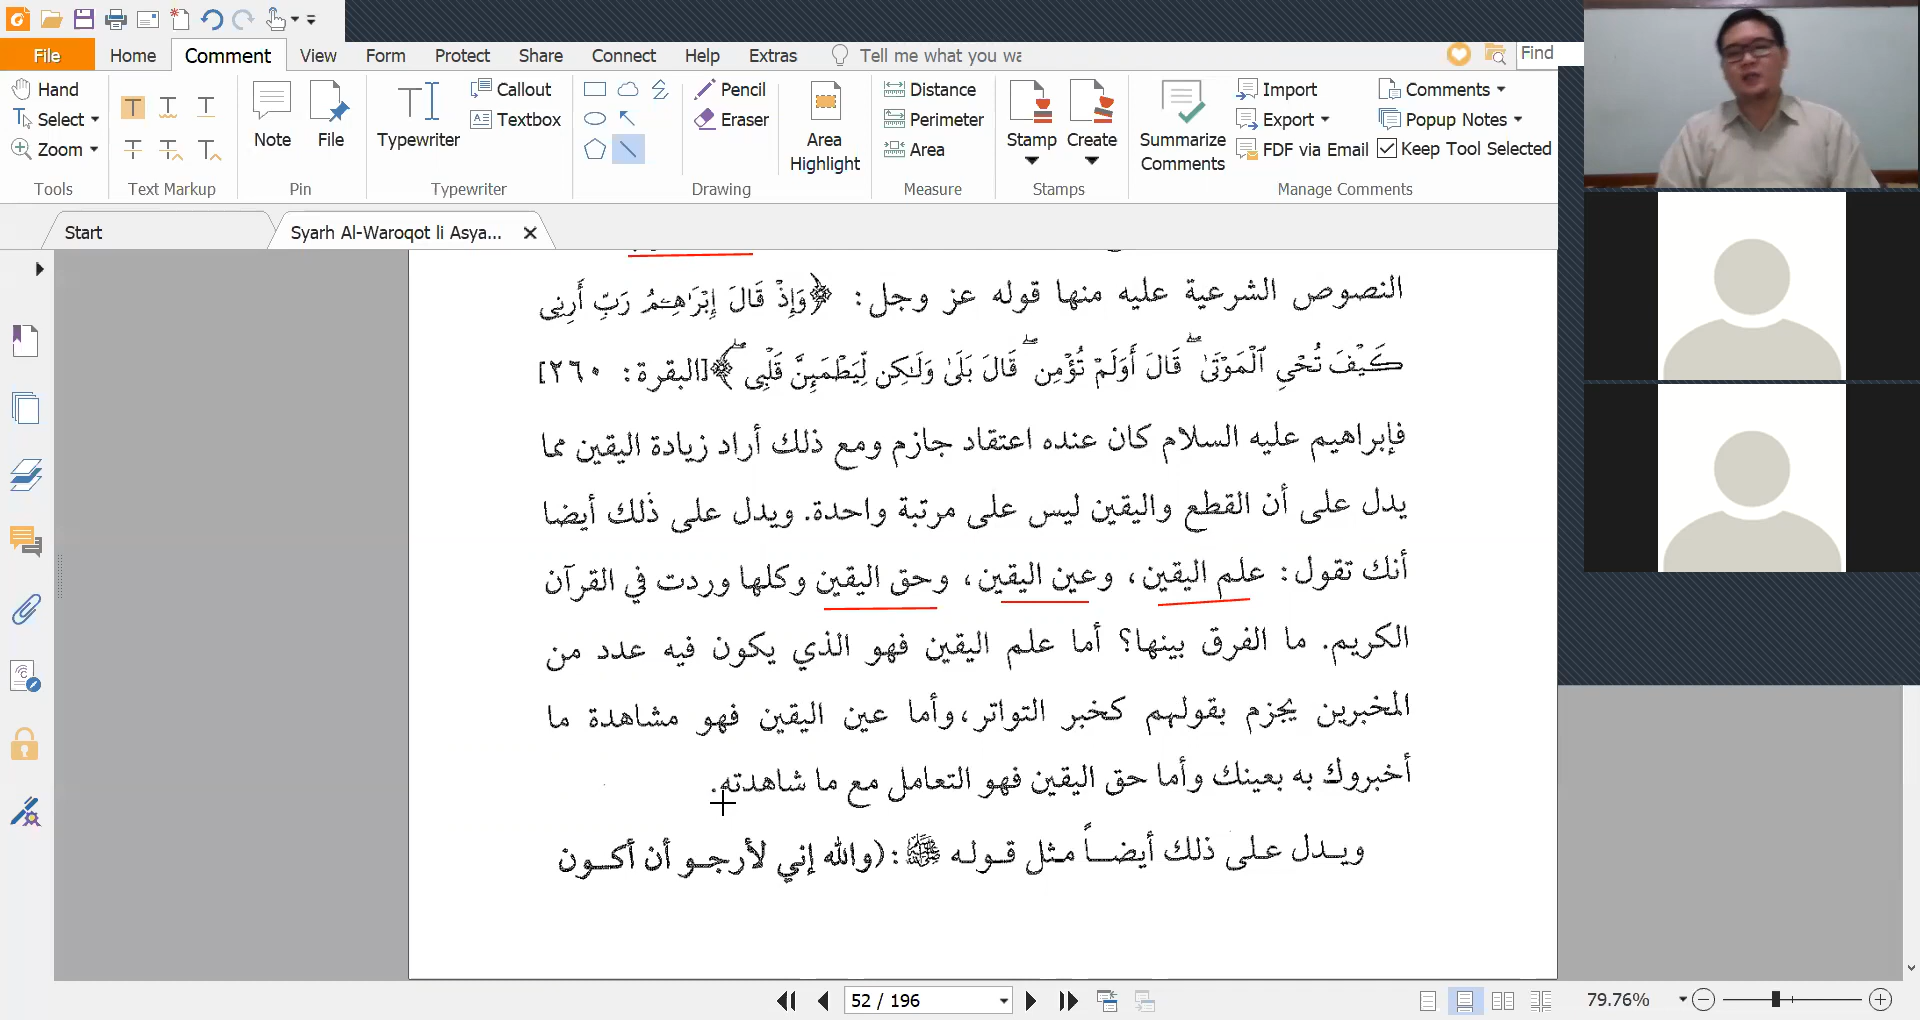 File
Home
Comment
View
Form
Protect
Share
Connect
Help
Extras
Tell me what you wa
Find
Hand
Select
Zoom
Tools
Text Markup
Note
File
Pin
Typewriter
Callout
Textbox
Typewriter
Pencil
Eraser
Drawing
Area
Highlight
Distance
Perimeter
Area
Measure
Stamp
Create
Stamps
Summarize
Comments
Import
Export
FDF via Email
Comments
Popup Notes
Keep Tool Selected
Manage Comments
Start
Syarh Al-Waroqot li Asya...
النصوص الشرعية عليه منها قوله عز وجل: ﴿وَإِذْ قَالَ إِبْرَاهِـۧمُ رَبِّ أَرِنِى
كَيْفَ تُحْىِ ٱلْمَوْتَىٰ ۖ قَالَ أَوَلَمْ تُؤْمِن ۖ قَالَ بَلَىٰ وَلَـٰكِن لِّيَطْمَئِنَّ قَلْبِى ۖ﴾[البقرة: ٢٦٠]
فإبراهيم عليه السلام كان عنده اعتقاد جازم ومع ذلك أراد زيادة اليقين مما
يدل على أن القطع واليقين ليس على مرتبة واحدة. ويدل على ذلك أيضا
أنك تقول: علم اليقين، وعين اليقين، وحق اليقين وكلها وردت في القرآن
الكريم. ما الفرق بينها؟ أما علم اليقين فهو الذي يكون فيه عدد من
المخبرين يجزم بقولهم كخبر التواتر،وأما عين اليقين فهو مشاهدة ما
أخبروك به بعينك وأما حق اليقين فهو التعامل مع ما شاهدته.
ويدل على ذلك أيضاً مثل قوله ﷺ: (والله إني لأرجو أن أكون
52 / 196
79.76%